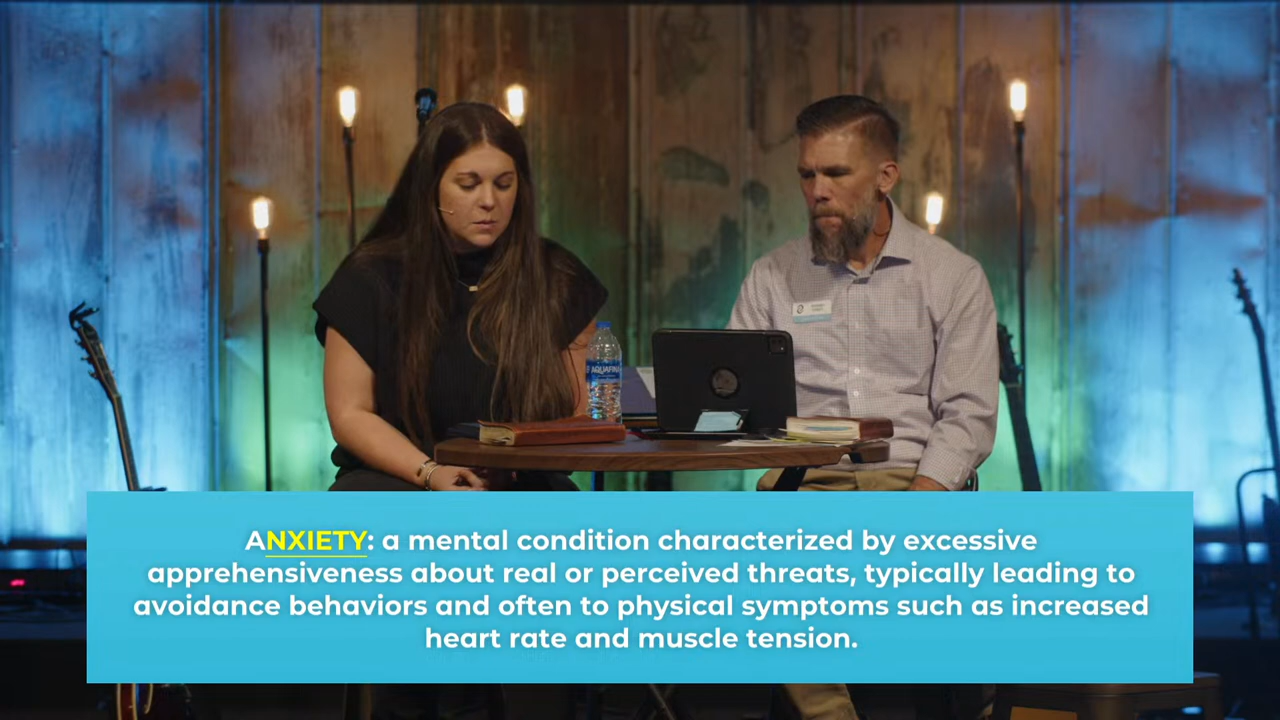 AQUAFINA
ANXIETY: a mental condition characterized by excessive
apprehensiveness about real or perceived threats, typically leading to
avoidance behaviors and often to physical symptoms such as increased
heart rate and muscle tension.